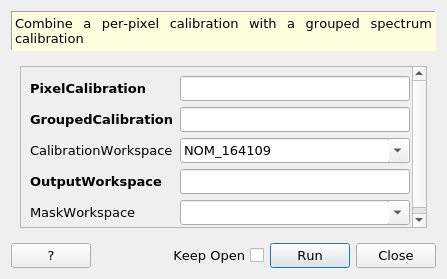 Combine a per-pixel calibration with a grouped spectrum
calibration
PixelCalibration
GroupedCalibration
CalibrationWorkspace NOM_164109
OutputWorkspace
MaskWorkspace
? Keep Open Run Close